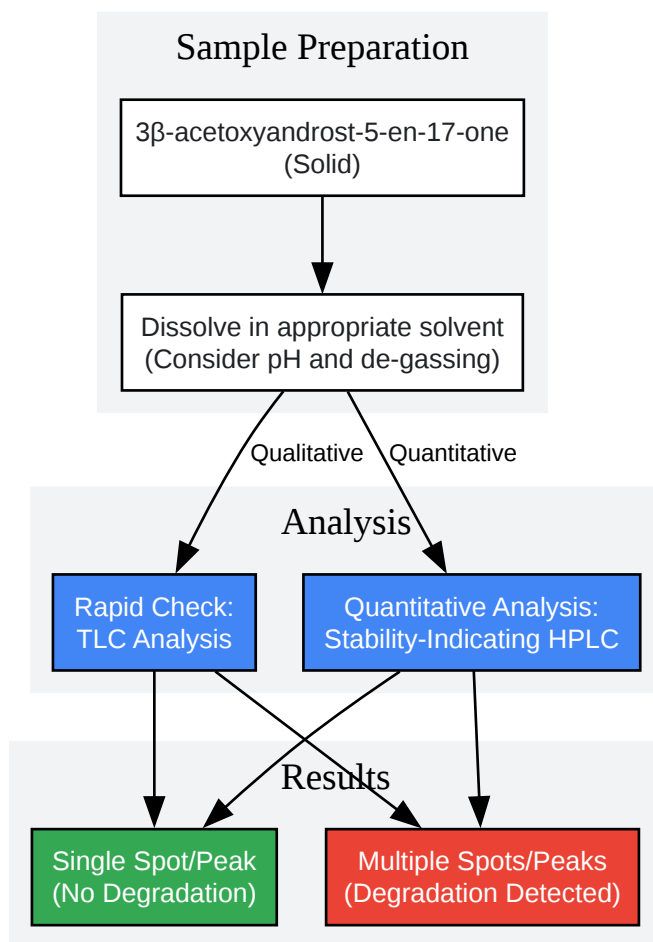 Sample Preparation
3β-acetoxyandrost-5-en-17-one
(Solid)
Dissolve in appropriate solvent
(Consider pH and de-gassing)
Qualitative
Quantitative
Analysis
Rapid Check:
TLC Analysis
Quantitative Analysis:
Stability-Indicating HPLC
Results
Single Spot/Peak
(No Degradation)
Multiple Spots/Peaks
(Degradation Detected)